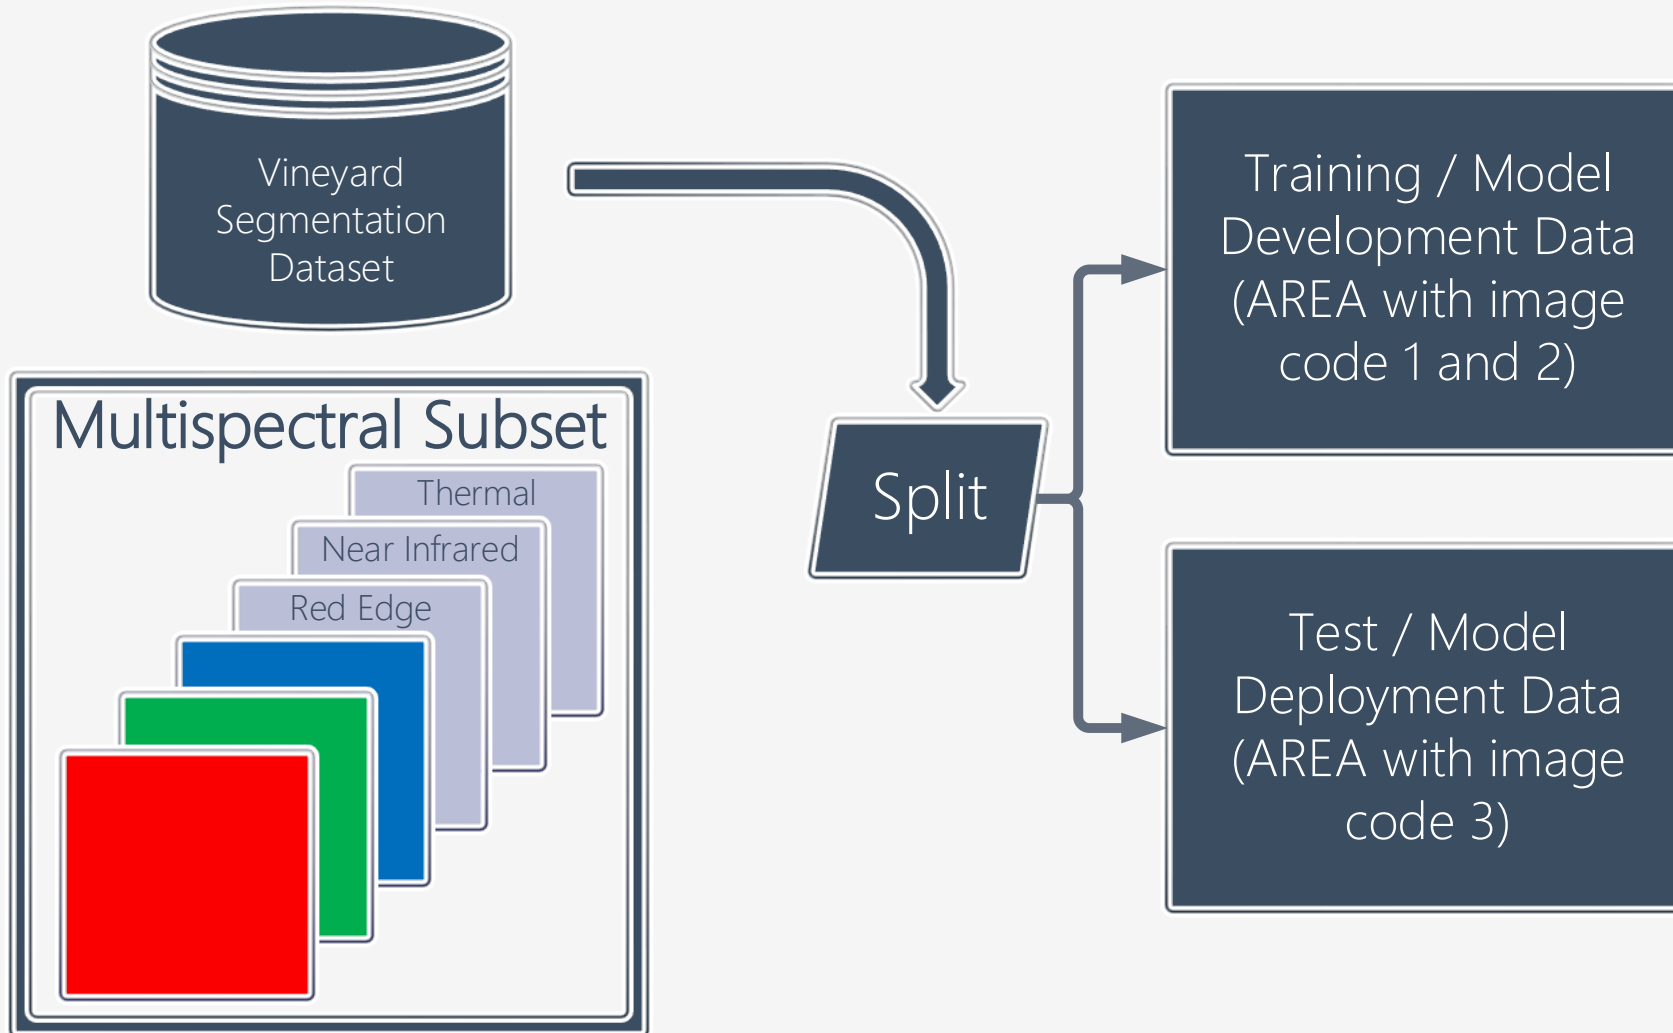 Vineyard
Segmentation
Dataset
Multispectral Subset
Thermal
Near Infrared
Red Edge
Split
Training / Model
Development Data
(AREA with image
code 1 and 2)
Test / Model
Deployment Data
(AREA with image
code 3)